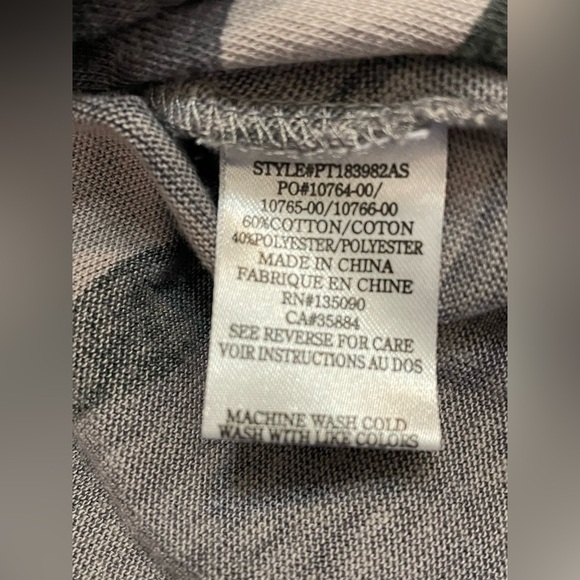 STYLE#PT183982AS
PO#10764-00/
10765-00/10766-00
60%COTTON/COTON
40%POLYESTER/POLYESTER
MADE IN CHINA
FABRIQUE EN CHINE
RN#135090
CA#35884
SEE REVERSE FOR CARE
VOIR INSTRUCTIONS AU DOS
MACHINE WASH COLD
WASH WITH LIKE COLORS